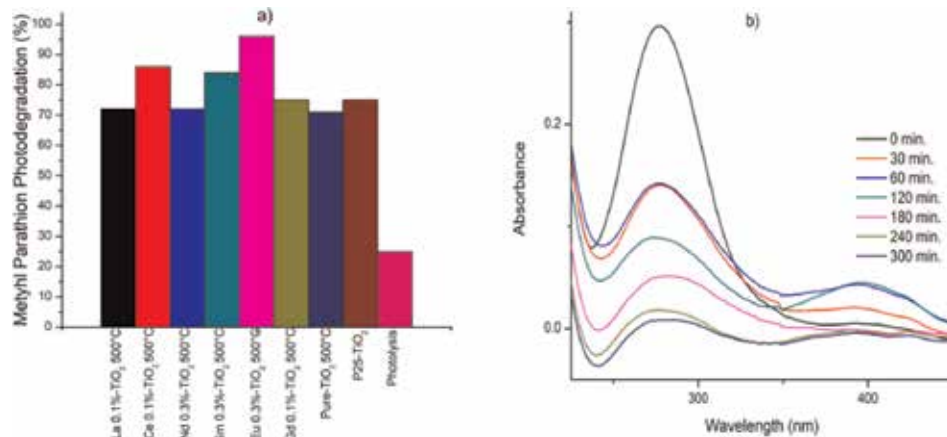 a)
Metyhl Parathion Photodegradation (%)
100
90
80
70
60
50
40
30
20
10
0
La 0.1%-TiO2 500°C
Ce 0.1%-TiO2 500°C
Nd 0.3%-TiO2 500°C
Sm 0.3%-TiO2 500°C
Eu 0.3%-TiO2 500°C
Gd 0.1%-TiO2 500°C
Pure-TiO2 500°C
P25-TiO2
Photolysis
b)
Absorbance
0.2
0.0
0 min.
30 min.
60 min.
120 min.
180 min.
240 min.
300 min.
300
400
Wavelength (nm)